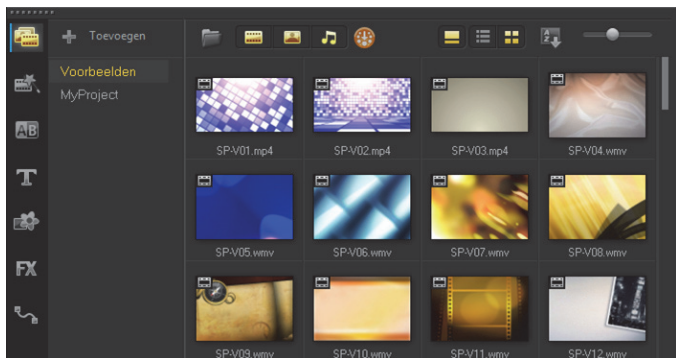 Toevoegen
Voorbeelden
MyProject
SP-V01.mp4
SP-V02.mp4
SP-V03.mp4
SP-V04.wmv
SP-V05.wmv
SP-V06.wmv
SP-V07.wmv
SP-V08.wmv
SP-V09.wmv
SP-V10.wmv
SP-V11.wmv
SP-V12.wmv
AB
T
FX
A
Z